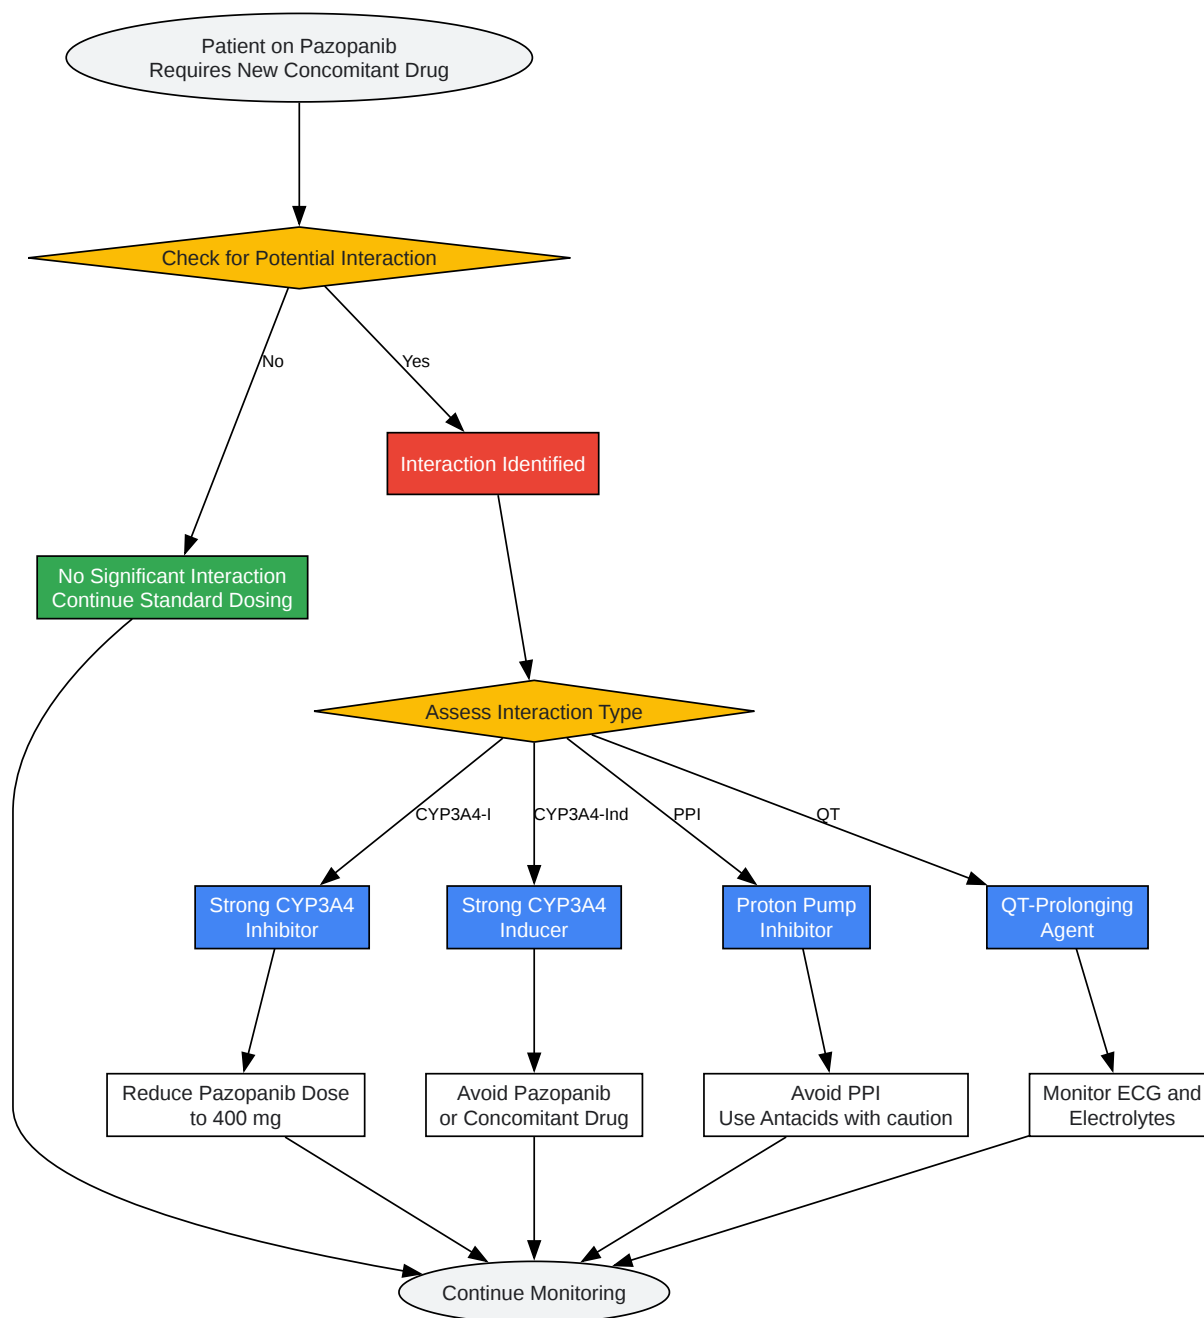 Patient on Pazopanib
Requires New Concomitant Drug
Check for Potential Interaction
No
Yes
Interaction Identified
No Significant Interaction
Continue Standard Dosing
Assess Interaction Type
CYP3A4-I
CYP3A4-Ind
PPI
QT
Strong CYP3A4
Inhibitor
Strong CYP3A4
Inducer
Proton Pump
Inhibitor
QT-Prolonging
Agent
Reduce Pazopanib Dose
to 400 mg
Avoid Pazopanib
or Concomitant Drug
Avoid PPI
Use Antacids with caution
Monitor ECG and
Electrolytes
Continue Monitoring